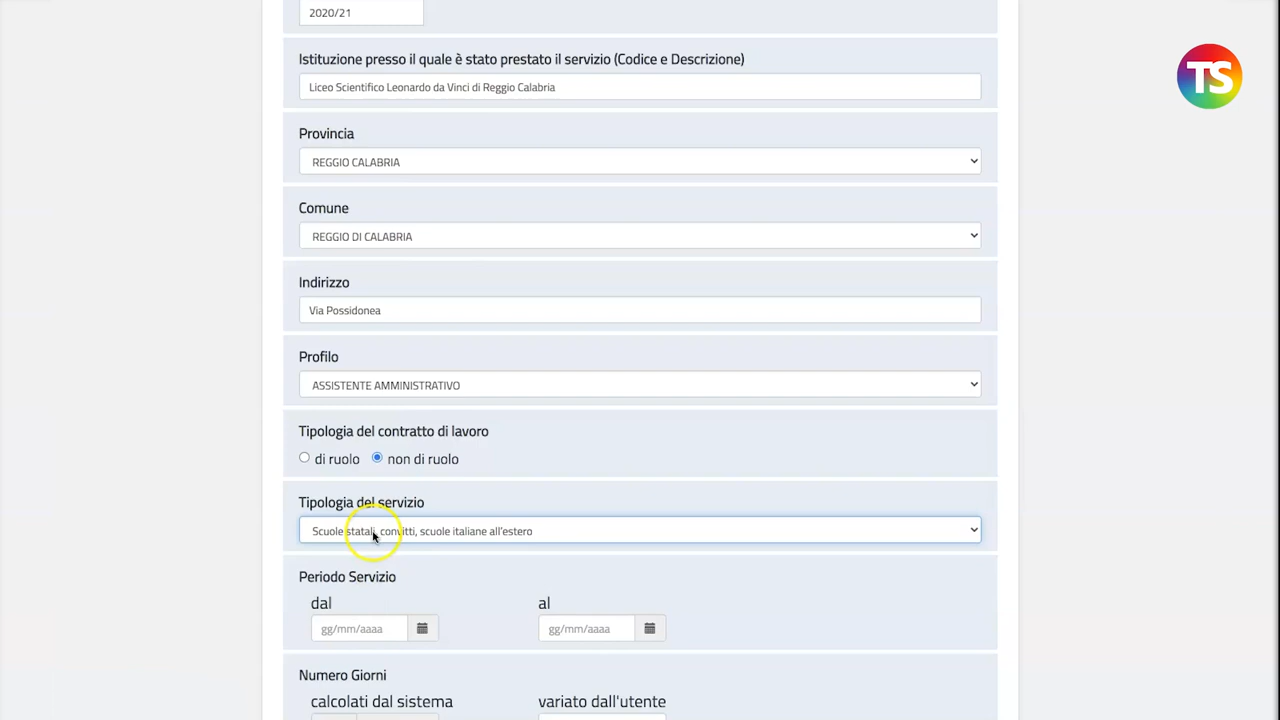 2020/21
TS
Istituzione presso il quale è stato prestato il servizio (Codice e Descrizione)
Liceo Scientifico Leonardo da Vinci di Reggio Calabria
Provincia
REGGIO CALABRIA
Comune
REGGIO DI CALABRIA
Indirizzo
Via Possidonea
Profilo
ASSISTENTE AMMINISTRATIVO
Tipologia del contratto di lavoro
di ruolo non di ruolo
Tipologia del servizio
Scuole statali, convitti, scuole italiane all'estero
Periodo Servizio
dal al
gg/mm/aaaa gg/mm/aaaa
Numero Giorni
calcolati dal sistema variato dall'utente